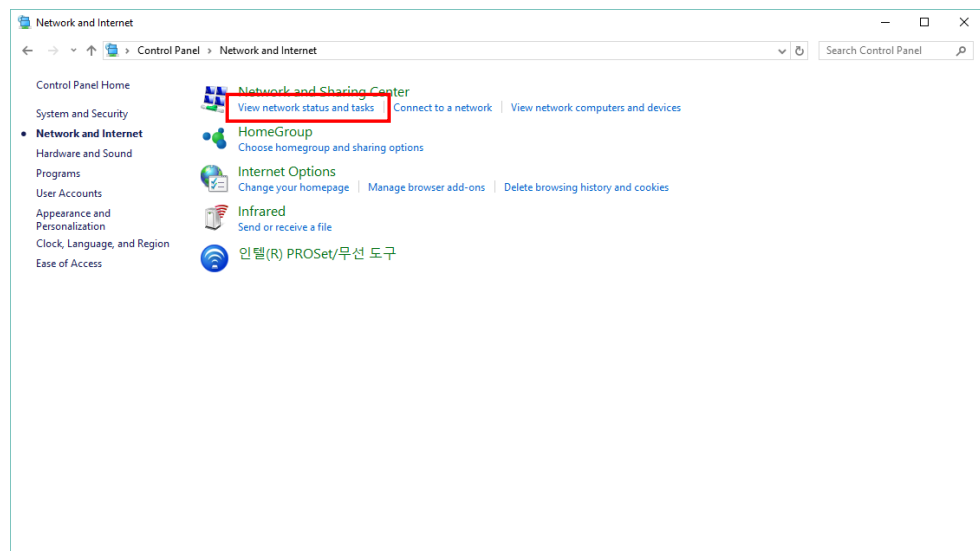 Network and Internet
Control Panel > Network and Internet
Search Control Panel
Control Panel Home
System and Security
Network and Internet
Hardware and Sound
Programs
User Accounts
Appearance and
Personalization
Clock, Language, and Region
Ease of Access
Network and Sharing Center
View network status and tasks | Connect to a network | View network computers and devices
HomeGroup
Choose homegroup and sharing options
Internet Options
Change your homepage | Manage browser add-ons | Delete browsing history and cookies
Infrared
Send or receive a file
인텔(R) PROSet/무선 도구